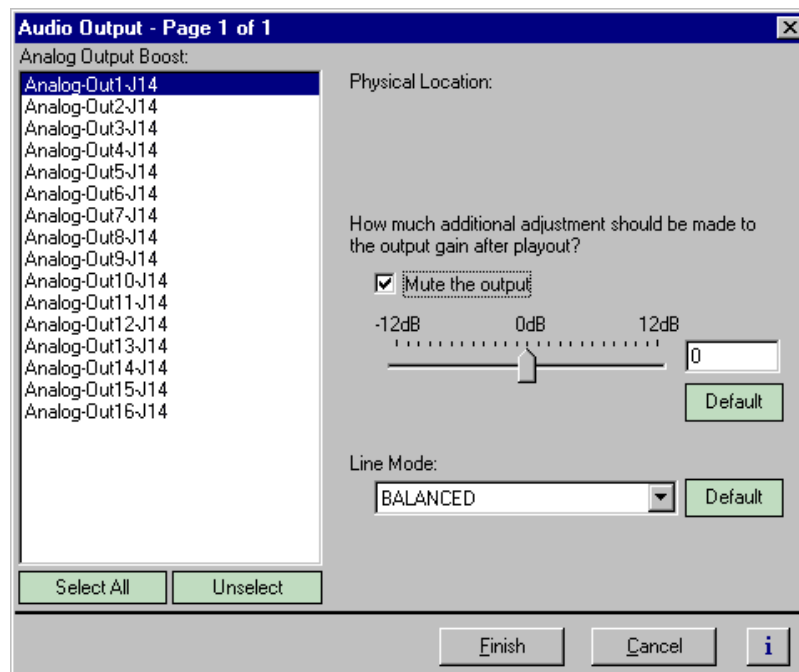 Audio Output - Page 1 of 1
Analog Output Boost:
Analog-Out1-J14
Analog-Out2-J14
Analog-Out3-J14
Analog-Out4-J14
Analog-Out5-J14
Analog-Out6-J14
Analog-Out7-J14
Analog-Out8-J14
Analog-Out9-J14
Analog-Out10-J14
Analog-Out11-J14
Analog-Out12-J14
Analog-Out13-J14
Analog-Out14-J14
Analog-Out15-J14
Analog-Out16-J14
Select All
Unselect
Physical Location:
How much additional adjustment should be made to
the output gain after playout?
Mute the output
-12dB 0dB 12dB
0
Default
Line Mode:
BALANCED
Default
Finish
Cancel
i